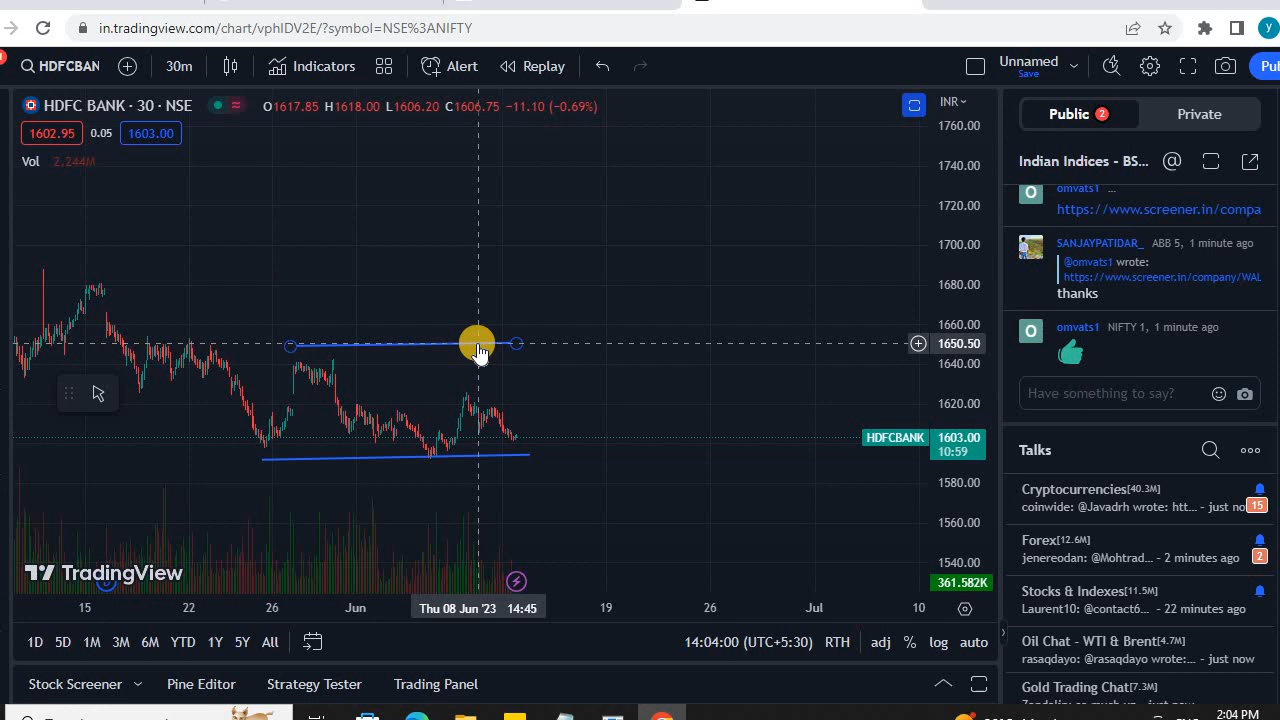 in.tradingview.com/chart/vphIDV2E/?symbol=NSE%3ANIFTY
y
HDFCBAN 30m Indicators Alert Replay Unnamed Save Pu
HDFC BANK · 30 · NSE O1617.85 H1618.00 L1606.20 C1606.75 −11.10 (−0.69%)
1602.95 0.05 1603.00
Vol 2.244M
INR
1760.00
1740.00
1720.00
1700.00
1680.00
1660.00
1650.50
1640.00
1620.00
HDFCBANK 1603.00
10:59
1580.00
1560.00
1540.00
361.582K
TradingView
15 22 26 Jun Thu 08 Jun '23 14:45 19 26 Jul 10
1D 5D 1M 3M 6M YTD 1Y 5Y All 14:04:00 (UTC+5:30) RTH adj % log auto
Stock Screener Pine Editor Strategy Tester Trading Panel
Public 2 Private
Indian Indices - BS...
O omvats1 ...
https://www.screener.in/compa
SANJAYPATIDAR_ ABB 5, 1 minute ago
@omvats1 wrote:
https://www.screener.in/company/WAL
thanks
O omvats1 NIFTY 1, 1 minute ago
Have something to say?
Talks
Cryptocurrencies[40.3M]
coinwide: @Javadrh wrote: htt... - just no 15
Forex[12.6M]
jenereodan: @Mohtrad... - 2 minutes ago 2
Stocks & Indexes[11.5M]
Laurent10: @contact6... - 22 minutes ago
Oil Chat - WTI & Brent[4.7M]
rasaqdayo: @rasaqdayo wrote:... - just now
Gold Trading Chat[7.3M]
2:04 PM